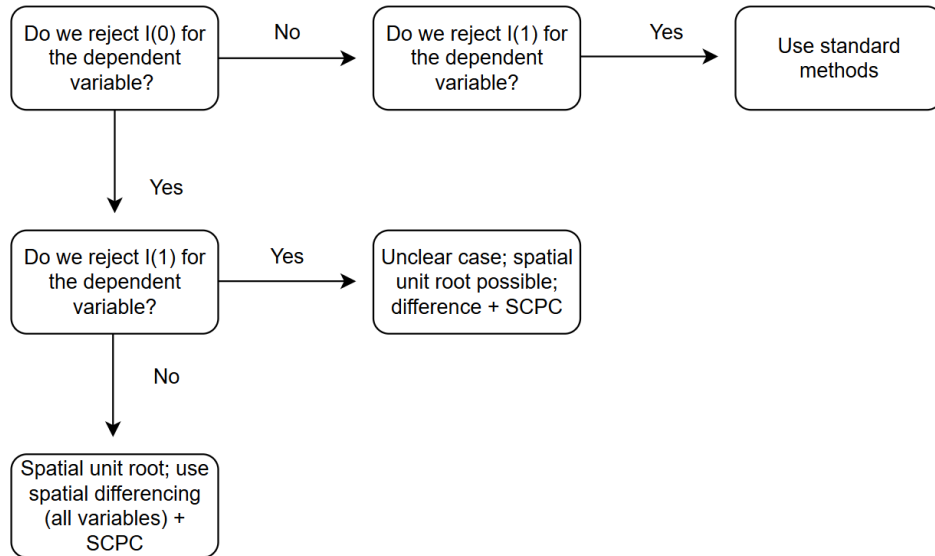 Do we reject I(0) for
the dependent
variable?
No
Do we reject I(1) for
the dependent
variable?
Yes
Use standard
methods
Yes
Do we reject I(1) for
the dependent
variable?
Yes
Unclear case; spatial
unit root possible;
difference + SCPC
No
Spatial unit root; use
spatial differencing
(all variables) +
SCPC